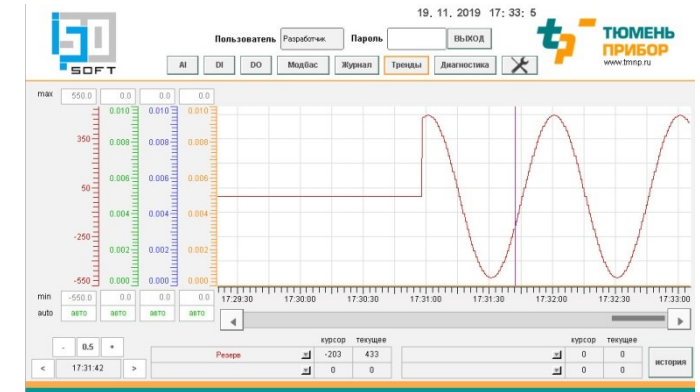 19. 11. 2019 17: 33: 5
iSOFT
Пользователь Разработчик Пароль ВЫХОД
ТЮМЕНЬ
ПРИБОР
www.tmnp.ru
AI DI DO Модбас Журнал Тренды Диагностика
max 550.0 0.0 0.0 0.0
0.010 0.010 0.010
350 0.008 0.008 0.008
0.006 0.006 0.006
50
0.004 0.004 0.004
-250
0.002 0.002 0.002
-550 0.000 0.000 0.000
min -550.0 0.0 0.0 0.0 17:29:30 17:30:00 17:30:30 17:31:00 17:31:30 17:32:00 17:32:30 17:33:00
auto авто авто авто авто
курсор текущее курсор текущее
- 0.5 + Резерв -203 433 0 0
история
< 17:31:42 > 0 0 0 0